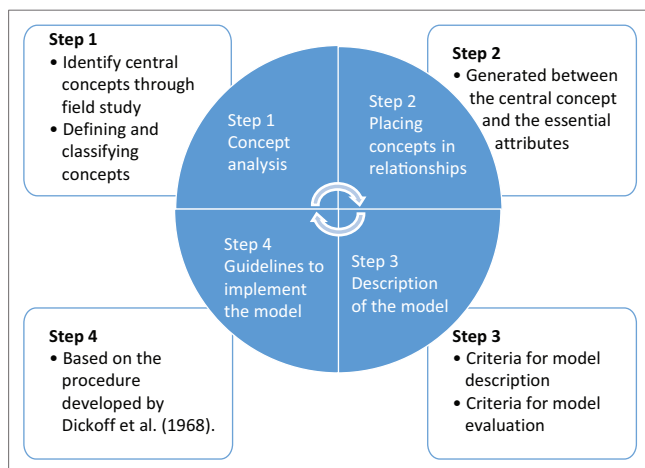 Step 1
• Identify central
concepts through
field study
• Defining and
classifying
concepts
Step 1
Concept
analysis
Step 2
Placing
concepts in
relationships
Step 2
• Generated between
the central concept
and the essential
attributes
Step 4
Guidelines to
implement
the model
Step 3
Description
of the model
Step 4
• Based on the
procedure
developed by
Dickoff et al. (1968).
Step 3
• Criteria for model
description
• Criteria for model
evaluation